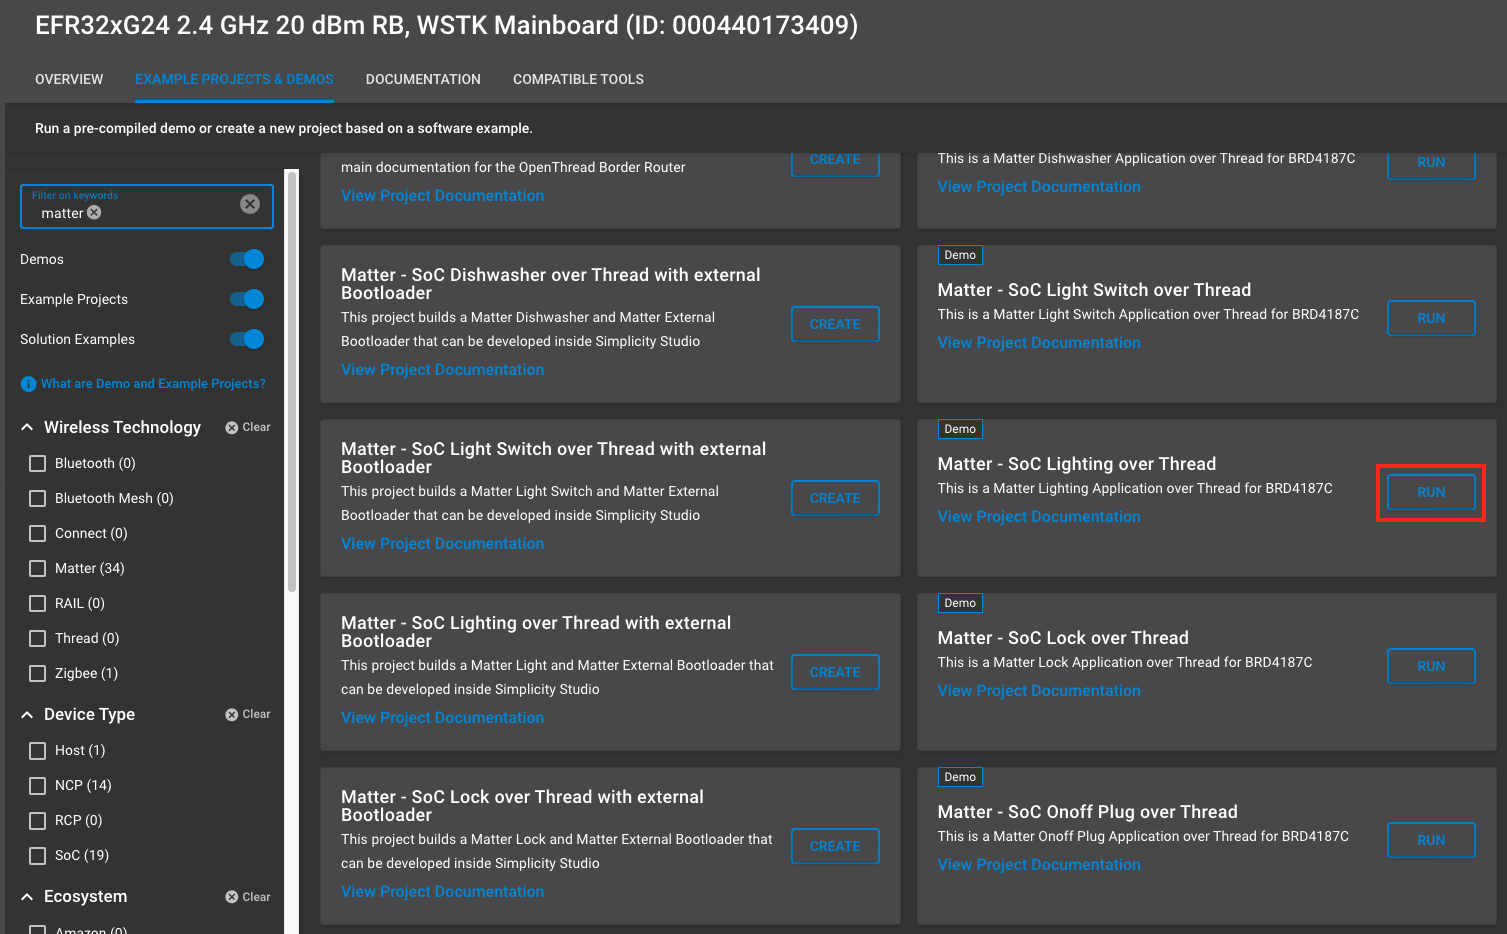 EFR32xG24 2.4 GHz 20 dBm RB, WSTK Mainboard (ID: 000440173409)
OVERVIEW
EXAMPLE PROJECTS & DEMOS
DOCUMENTATION
COMPATIBLE TOOLS
Run a pre-compiled demo or create a new project based on a software example.
Filter on keywords
matter
Demos
Example Projects
Solution Examples
What are Demo and Example Projects?
Wireless Technology
Clear
Bluetooth (0)
Bluetooth Mesh (0)
Connect (0)
Matter (34)
RAIL (0)
Thread (0)
Zigbee (1)
Device Type
Clear
Host (1)
NCP (14)
RCP (0)
SoC (19)
Ecosystem
Clear
Amazon (0)
main documentation for the OpenThread Border Router
View Project Documentation
CREATE
This is a Matter Dishwasher Application over Thread for BRD4187C
View Project Documentation
RUN
Matter - SoC Dishwasher over Thread with external
Bootloader
This project builds a Matter Dishwasher and Matter External
Bootloader that can be developed inside Simplicity Studio
View Project Documentation
CREATE
Demo
Matter - SoC Light Switch over Thread
This is a Matter Light Switch Application over Thread for BRD4187C
View Project Documentation
RUN
Matter - SoC Light Switch over Thread with external
Bootloader
This project builds a Matter Light Switch and Matter External
Bootloader that can be developed inside Simplicity Studio
View Project Documentation
CREATE
Demo
Matter - SoC Lighting over Thread
This is a Matter Lighting Application over Thread for BRD4187C
View Project Documentation
RUN
Matter - SoC Lighting over Thread with external
Bootloader
This project builds a Matter Light and Matter External Bootloader that
can be developed inside Simplicity Studio
View Project Documentation
CREATE
Demo
Matter - SoC Lock over Thread
This is a Matter Lock Application over Thread for BRD4187C
View Project Documentation
RUN
Matter - SoC Lock over Thread with external
Bootloader
This project builds a Matter Lock and Matter External Bootloader that
can be developed inside Simplicity Studio
View Project Documentation
CREATE
Demo
Matter - SoC Onoff Plug over Thread
This is a Matter Onoff Plug Application over Thread for BRD4187C
View Project Documentation
RUN